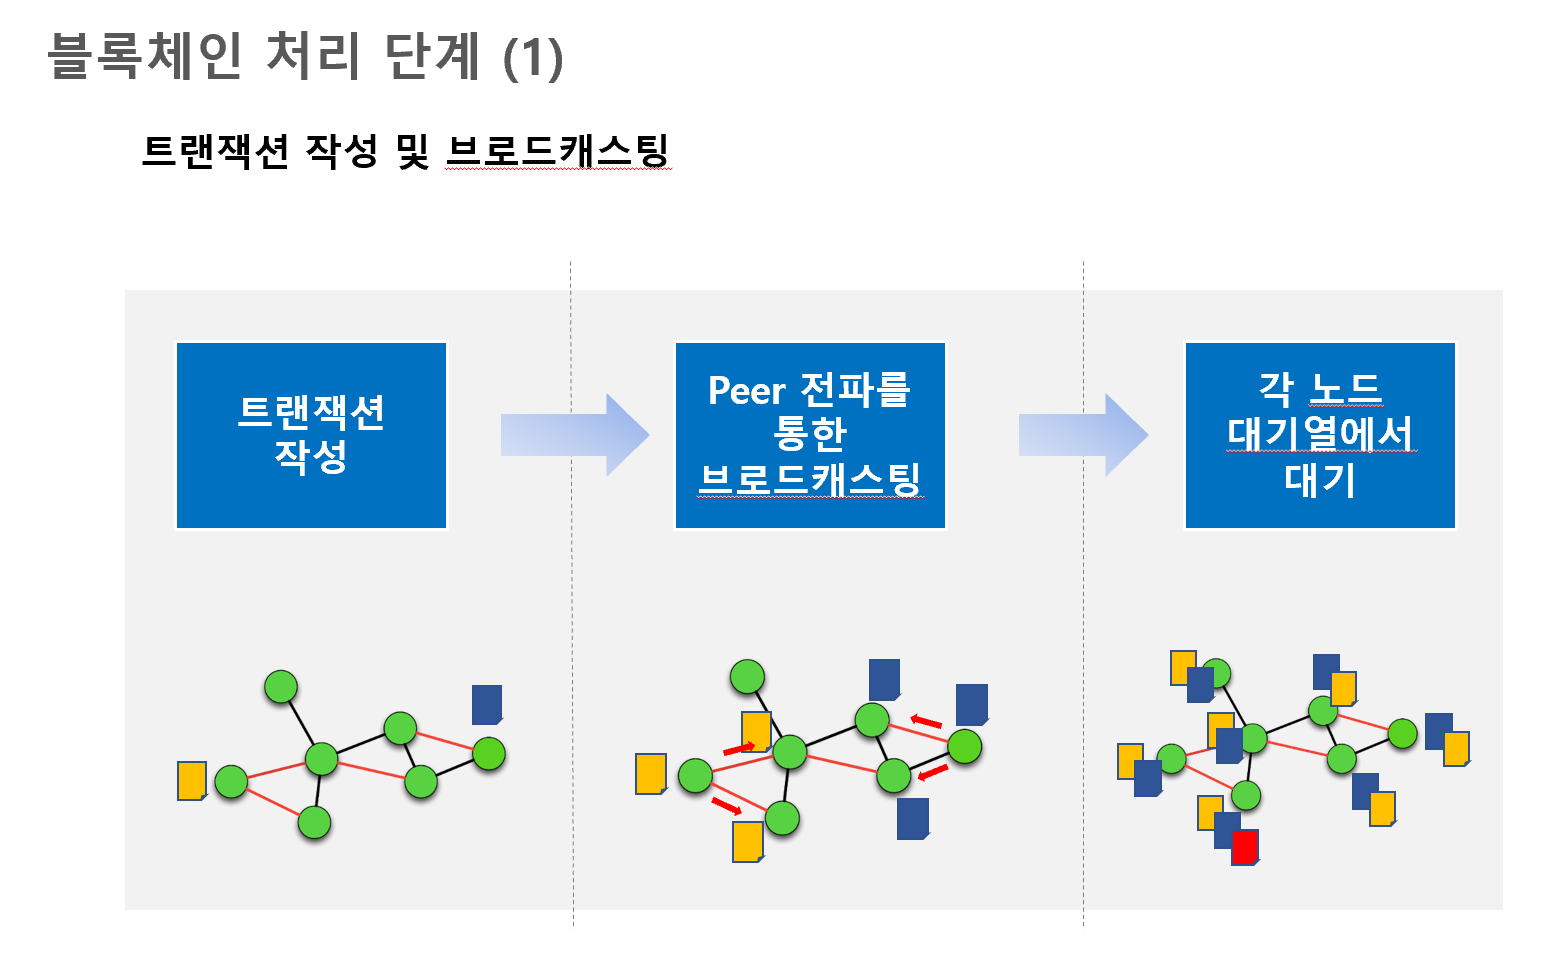 블록체인 처리 단계 (1)
트랜잭션 작성 및 브로드캐스팅
트랜잭션
작성
Peer 전파를
통한
브로드캐스팅
각 노드
대기열에서
대기